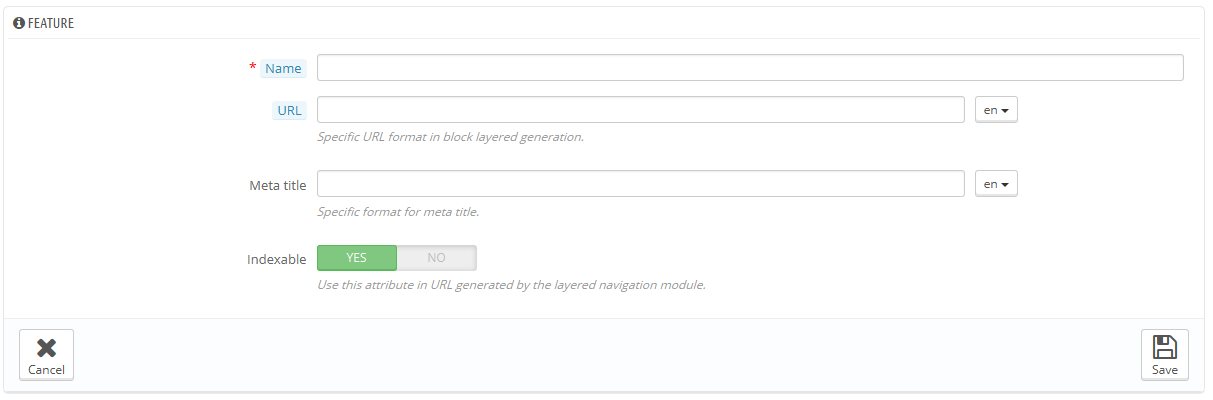 FEATURE
* Name
URL en
Specific URL format in block layered generation.
Meta title en
Specific format for meta title.
Indexable YES NO
Use this attribute in URL generated by the layered navigation module.
Cancel Save